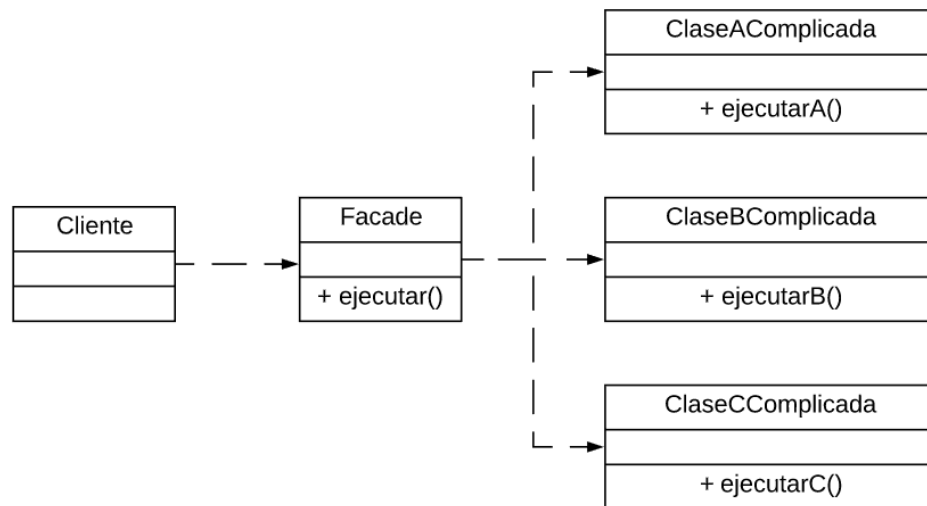 Cliente
Facade
+ ejecutar()
ClaseAComplicada
+ ejecutarA()
ClaseBComplicada
+ ejecutarB()
ClaseCComplicada
+ ejecutarC()